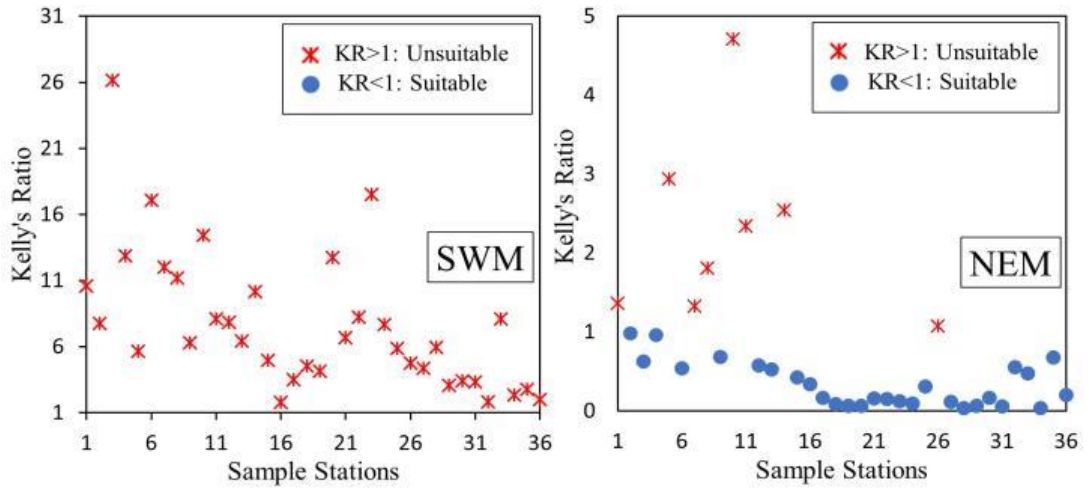 31
26
21
16
11
6
1
Kelly's Ratio
KR>1: Unsuitable
KR<1: Suitable
SWM
1 6 11 16 21 26 31 36
Sample Stations
5
4
3
2
1
0
Kelly's Ratio
KR>1: Unsuitable
KR<1: Suitable
NEM
1 6 11 16 21 26 31 36
Sample Stations